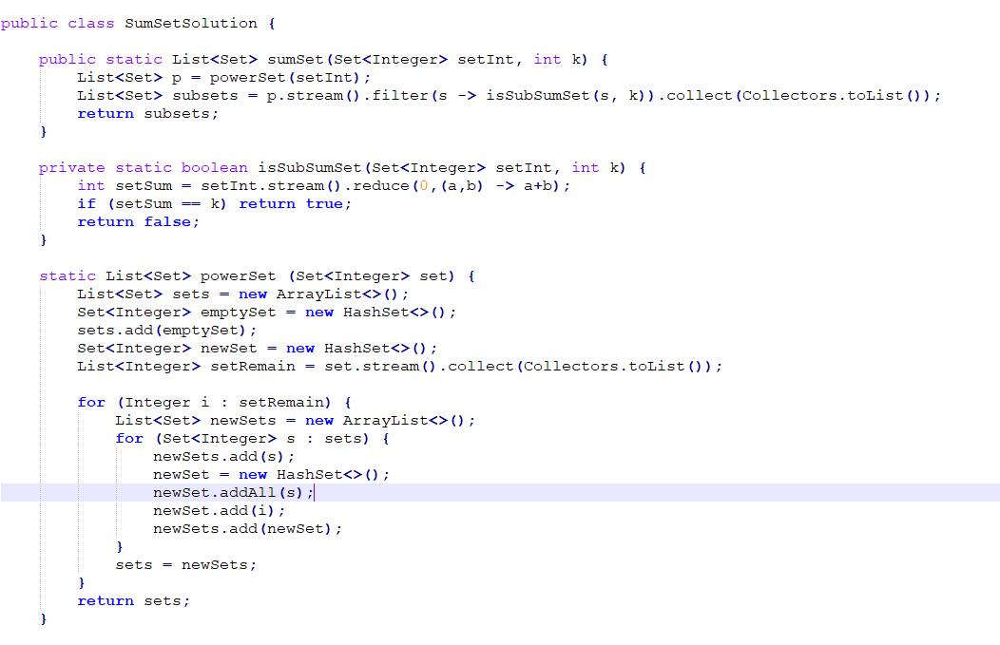 public class SumSetSolution {
public static List<Set> sumSet(Set<Integer> setInt, int k) {
List<Set> p = powerSet(setInt);
List<Set> subsets = p.stream().filter(s -> isSubSumSet(s, k)).collect(Collectors.toList());
return subsets;
}
private static boolean isSubSumSet(Set<Integer> setInt, int k) {
int setSum = setInt.stream().reduce(0,(a,b) -> a+b);
if (setSum == k) return true;
return false;
}
static List<Set> powerSet (Set<Integer> set) {
List<Set> sets = new ArrayList<>();
Set<Integer> emptySet = new HashSet<>();
sets.add(emptySet);
Set<Integer> newSet = new HashSet<>();
List<Integer> setRemain = set.stream().collect(Collectors.toList());
for (Integer i : setRemain) {
List<Set> newSets = new ArrayList<>();
for (Set<Integer> s : sets) {
newSets.add(s);
newSet = new HashSet<>();
newSet.addAll(s);
newSet.add(i);
newSets.add(newSet);
}
sets = newSets;
}
return sets;
}